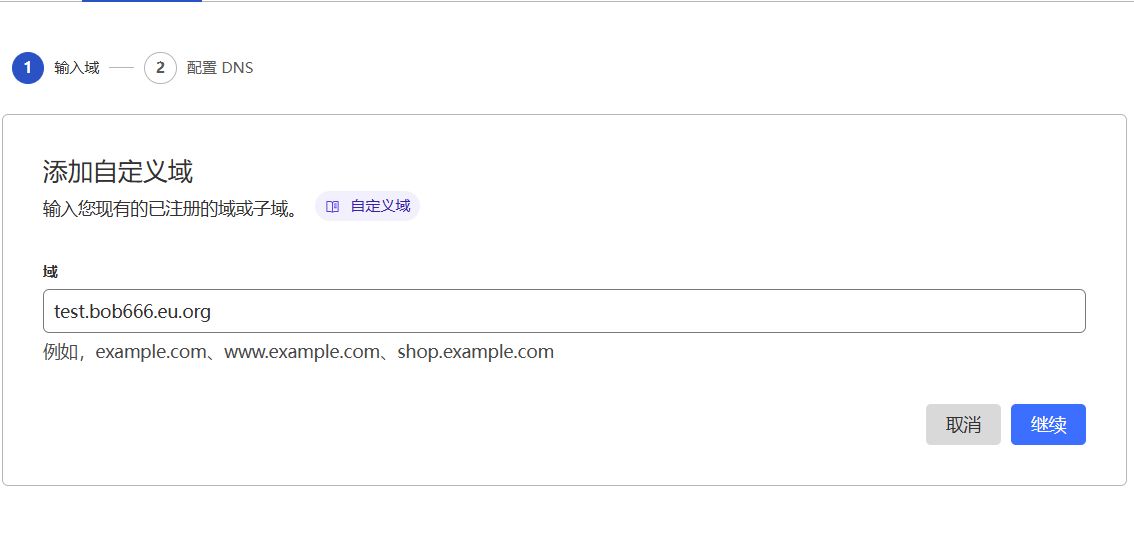 1 输入域 2 配置 DNS
添加自定义域
输入您现有的已注册的域或子域。 自定义域
域
test.bob666.eu.org
例如，example.com、www.example.com、shop.example.com
取消 继续